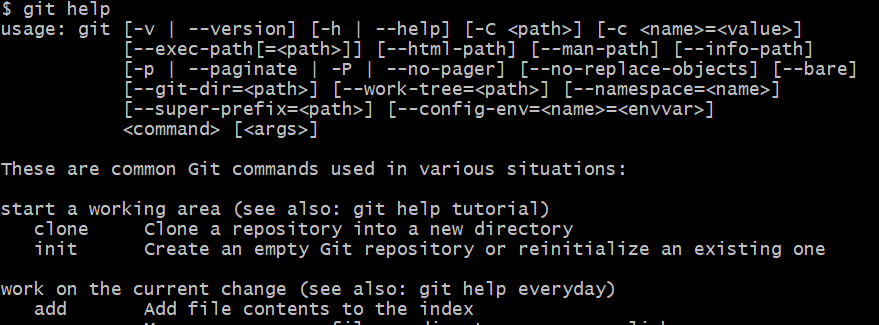 $ git help
usage: git [-v | --version] [-h | --help] [-C <path>] [-c <name>=<value>]
           [--exec-path[=<path>]] [--html-path] [--man-path] [--info-path]
           [-p | --paginate | -P | --no-pager] [--no-replace-objects] [--bare]
           [--git-dir=<path>] [--work-tree=<path>] [--namespace=<name>]
           [--super-prefix=<path>] [--config-env=<name>=<envvar>]
           <command> [<args>]
These are common Git commands used in various situations:
start a working area (see also: git help tutorial)
   clone     Clone a repository into a new directory
   init      Create an empty Git repository or reinitialize an existing one
work on the current change (see also: git help everyday)
   add       Add file contents to the index